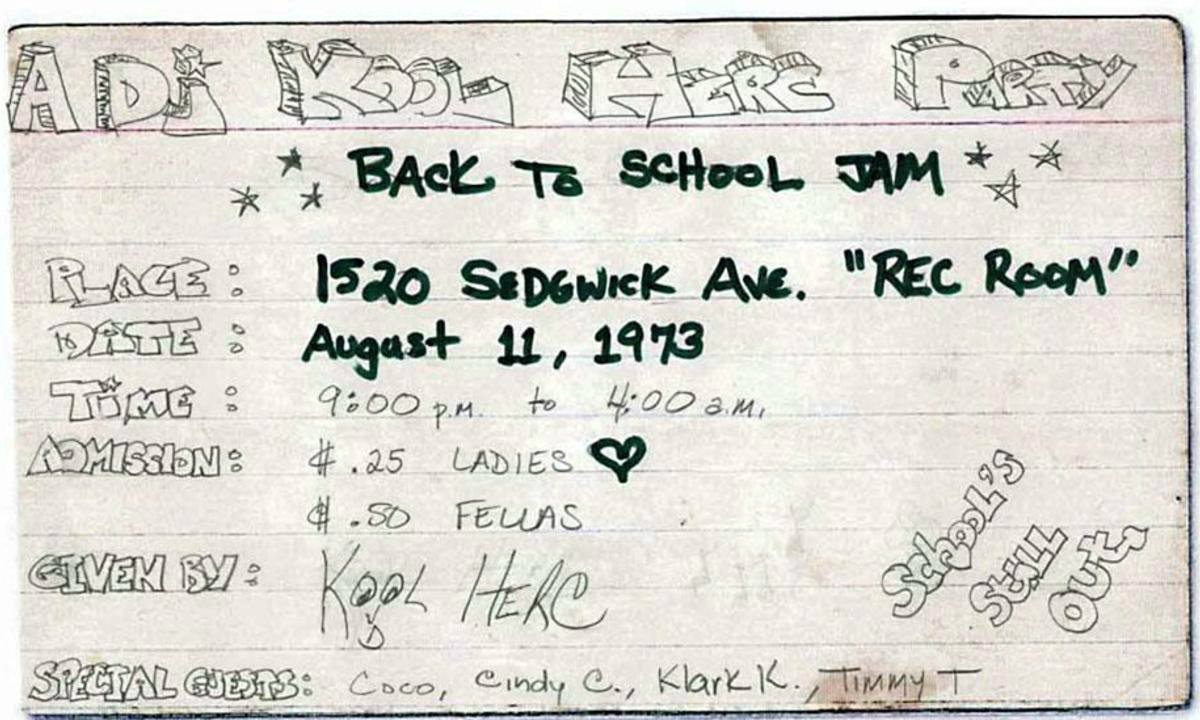 A DJ KOOL HERC PARTY
BACK TO SCHOOL JAM
PLACE: 1520 SEDGWICK AVE. "REC ROOM"
DATE: August 11, 1973
TIME: 9:00 p.m. to 4:00 a.m.
ADMISSION: $.25 LADIES ♥
$.50 FELLAS
GIVEN BY: KOOL HERC
SPECIAL GUESTS: Coco, Cindy C., Klark K., Timmy T
School's
Still
Out